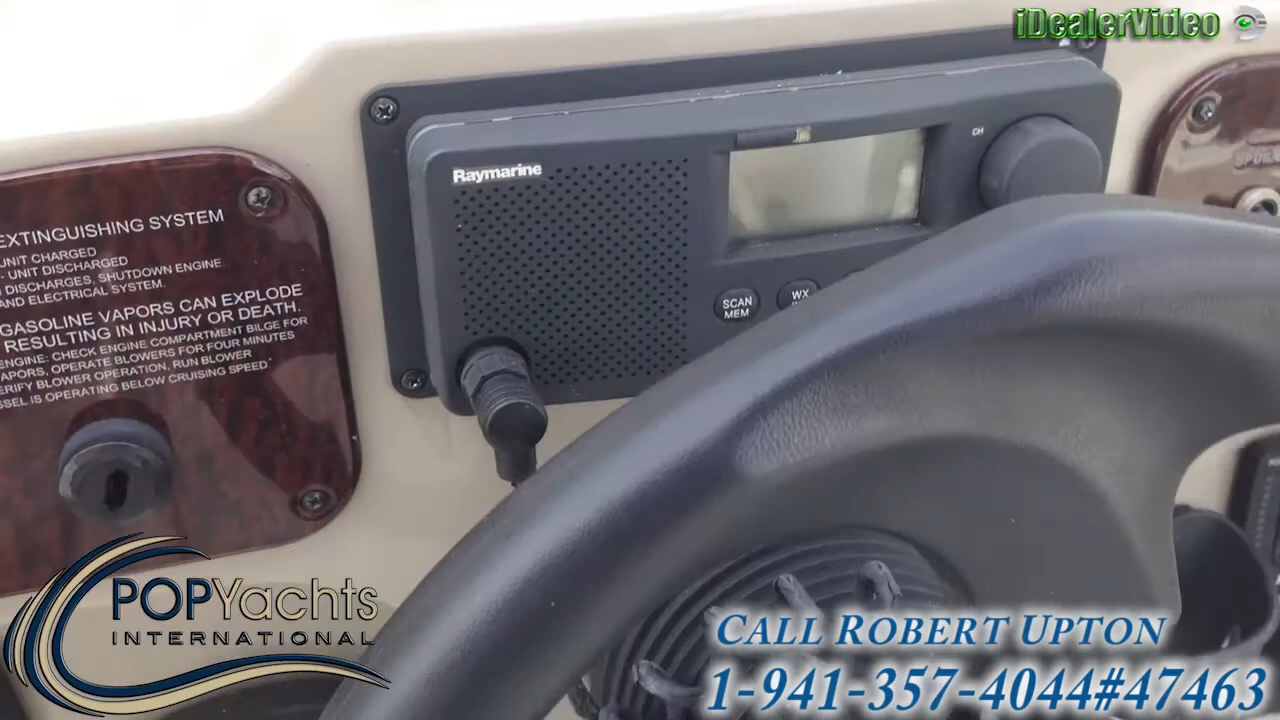 iDealerVideo
Raymarine
CH
SCAN
MEM
WX
EXTINGUISHING SYSTEM
UNIT CHARGED
- UNIT DISCHARGED
DISCHARGES, SHUTDOWN ENGINE
AND ELECTRICAL SYSTEM.
GASOLINE VAPORS CAN EXPLODE
RESULTING IN INJURY OR DEATH.
ENGINE: CHECK ENGINE COMPARTMENT BILGE FOR
APORS, OPERATE BLOWERS FOR FOUR MINUTES
ERIFY BLOWER OPERATION. RUN BLOWER
SSEL IS OPERATING BELOW CRUISING SPEED.
POPYachts
INTERNATIONAL
CALL ROBERT UPTON
1-941-357-4044#47463